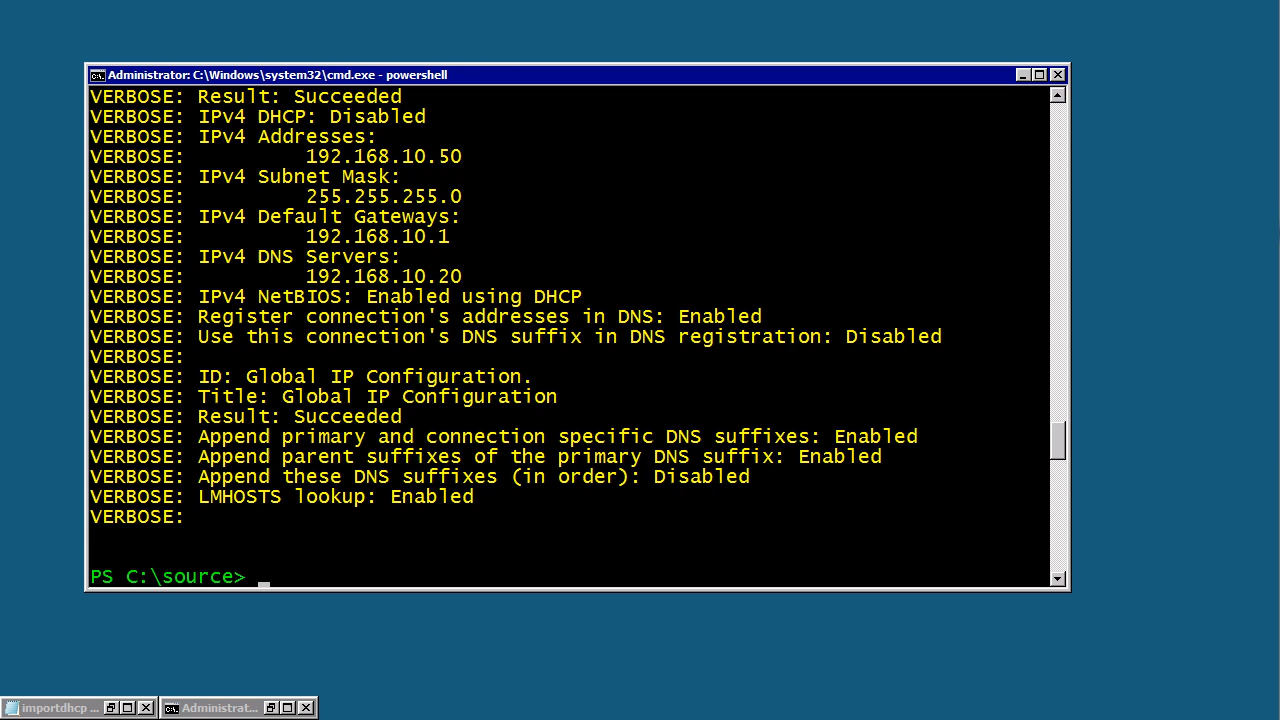 Administrator: C:\Windows\system32\cmd.exe - powershell
VERBOSE: Result: Succeeded
VERBOSE: IPv4 DHCP: Disabled
VERBOSE: IPv4 Addresses:
VERBOSE:          192.168.10.50
VERBOSE: IPv4 Subnet Mask:
VERBOSE:          255.255.255.0
VERBOSE: IPv4 Default Gateways:
VERBOSE:          192.168.10.1
VERBOSE: IPv4 DNS Servers:
VERBOSE:          192.168.10.20
VERBOSE: IPv4 NetBIOS: Enabled using DHCP
VERBOSE: Register connection's addresses in DNS: Enabled
VERBOSE: Use this connection's DNS suffix in DNS registration: Disabled
VERBOSE:
VERBOSE: ID: Global IP Configuration.
VERBOSE: Title: Global IP Configuration
VERBOSE: Result: Succeeded
VERBOSE: Append primary and connection specific DNS suffixes: Enabled
VERBOSE: Append parent suffixes of the primary DNS suffix: Enabled
VERBOSE: Append these DNS suffixes (in order): Disabled
VERBOSE: LMHOSTS lookup: Enabled
VERBOSE:
PS C:\source> _
importdhcp ...
Administrat...